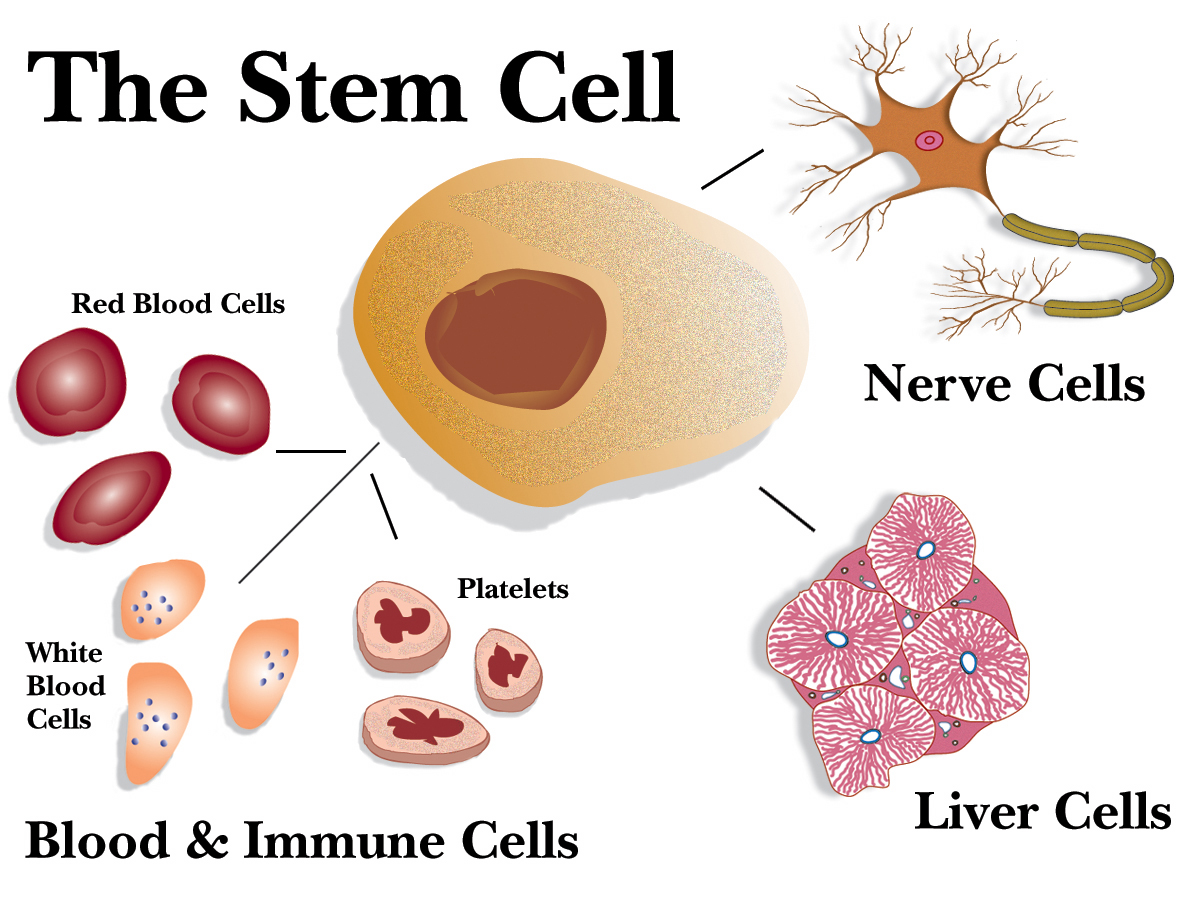 The Stem Cell
Red Blood Cells
Nerve Cells
Platelets
White
Blood
Cells
Liver Cells
Blood & Immune Cells